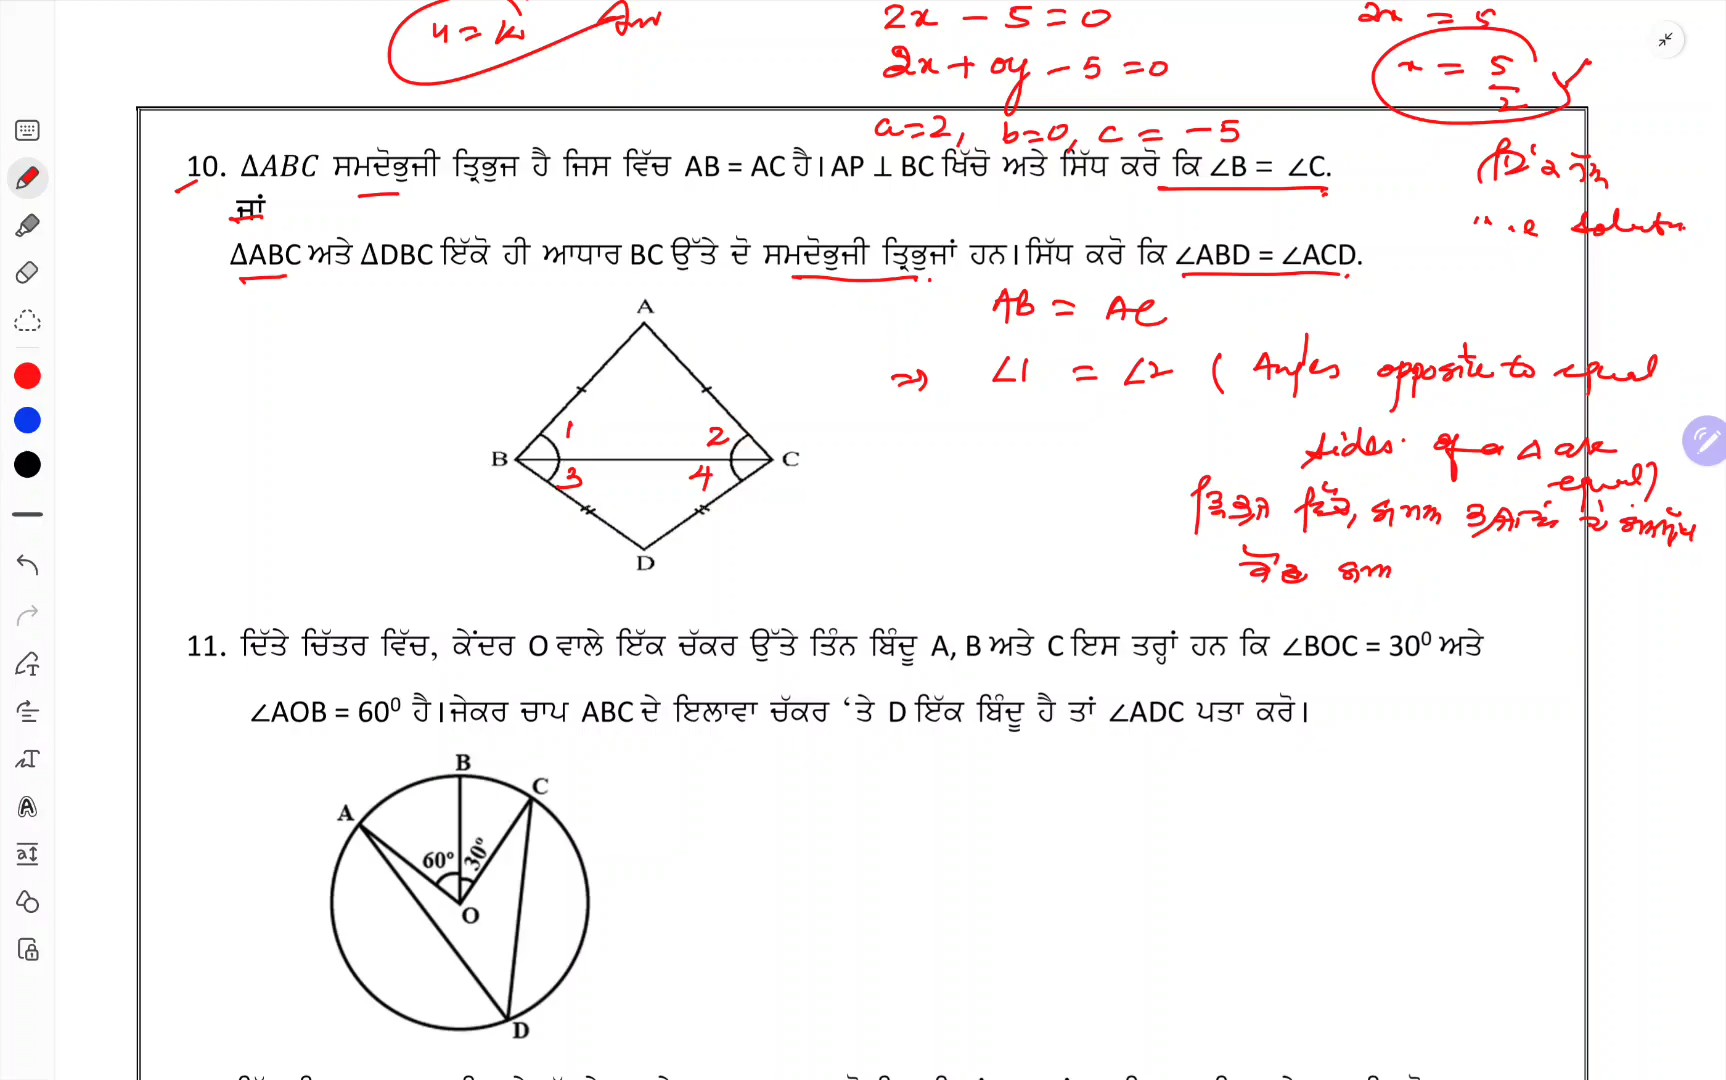 2x - 5 = 0
2x = 5
2x + 0y - 5 = 0
x = 5/2
a=2, b=0, c = -5
10. ΔABC ਸਮਦੋਭੁਜੀ ਤ੍ਰਿਭੁਜ ਹੈ ਜਿਸ ਵਿੱਚ AB = AC ਹੈ। AP ⊥ BC ਖਿੱਚੋ ਅਤੇ ਸਿੱਧ ਕਰੋ ਕਿ ∠B = ∠C.
ਜਾਂ
ΔABC ਅਤੇ ΔDBC ਇੱਕੋ ਹੀ ਆਧਾਰ BC ਉੱਤੇ ਦੋ ਸਮਦੋਭੁਜੀ ਤ੍ਰਿਭੁਜਾਂ ਹਨ। ਸਿੱਧ ਕਰੋ ਕਿ ∠ABD = ∠ACD.
AB = AC
⇒ ∠1 = ∠2 (Angles opposite to equal
sides of a Δ are
equal)
A
1 2
B C
3 4
D
11. ਦਿੱਤੇ ਚਿੱਤਰ ਵਿੱਚ, ਕੇਂਦਰ O ਵਾਲੇ ਇੱਕ ਚੱਕਰ ਉੱਤੇ ਤਿੰਨ ਬਿੰਦੂ A, B ਅਤੇ C ਇਸ ਤਰ੍ਹਾਂ ਹਨ ਕਿ ∠BOC = 30⁰ ਅਤੇ
∠AOB = 60⁰ ਹੈ। ਜੇਕਰ ਚਾਪ ABC ਦੇ ਇਲਾਵਾ ਚੱਕਰ ‘ਤੇ D ਇੱਕ ਬਿੰਦੂ ਹੈ ਤਾਂ ∠ADC ਪਤਾ ਕਰੋ।
B
C
A
60° 30°
O
D